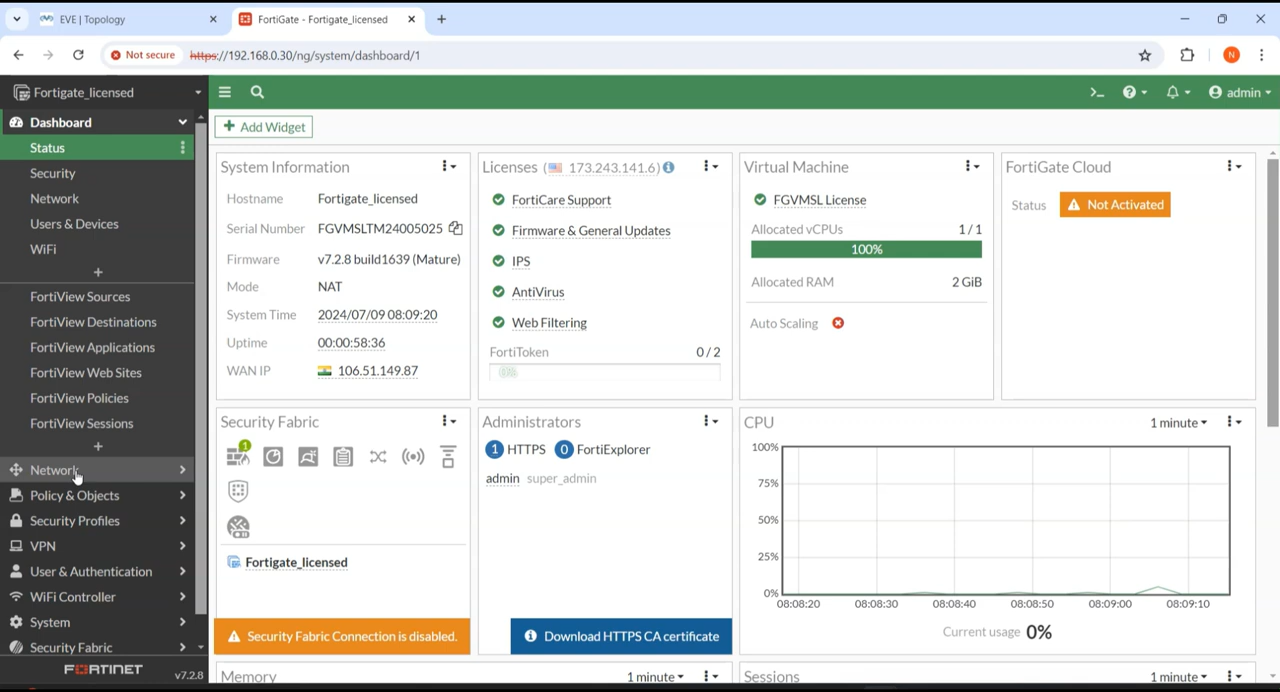 EVE | Topology
FortiGate - Fortigate_licensed
Not secure
https://192.168.0.30/ng/system/dashboard/1
N
Fortigate_licensed
>_
?
admin
Dashboard
Status
Security
Network
Users & Devices
WiFi
+
FortiView Sources
FortiView Destinations
FortiView Applications
FortiView Web Sites
FortiView Policies
FortiView Sessions
+
Network
Policy & Objects
Security Profiles
VPN
User & Authentication
WiFi Controller
System
Security Fabric
FORTINET
v7.2.8
+ Add Widget
System Information
Hostname Fortigate_licensed
Serial Number FGVMSLTM24005025
Firmware v7.2.8 build1639 (Mature)
Mode NAT
System Time 2024/07/09 08:09:20
Uptime 00:00:58:36
WAN IP 106.51.149.87
Licenses (173.243.141.6)
FortiCare Support
Firmware & General Updates
IPS
AntiVirus
Web Filtering
FortiToken 0 / 2
0%
Virtual Machine
FGVMSL License
Allocated vCPUs 1 / 1
100%
Allocated RAM 2 GiB
Auto Scaling
FortiGate Cloud
Status Not Activated
Security Fabric
1
Fortigate_licensed
Security Fabric Connection is disabled.
Administrators
1 HTTPS 0 FortiExplorer
admin super_admin
Download HTTPS CA certificate
CPU
1 minute
100%
75%
50%
25%
0%
08:08:20 08:08:30 08:08:40 08:08:50 08:09:00 08:09:10
Current usage 0%
Memory
1 minute
Sessions
1 minute